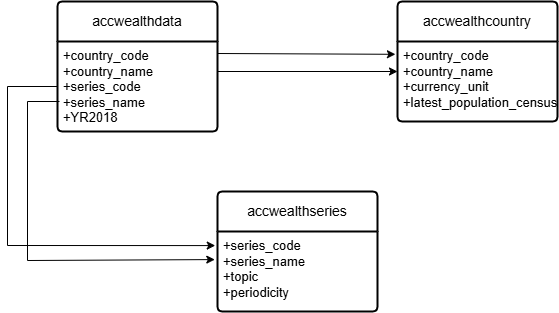 accwealthdata
+country_code
+country_name
+series_code
+series_name
+YR2018
accwealthcountry
+country_code
+country_name
+currency_unit
+latest_population_census
accwealthseries
+series_code
+series_name
+topic
+periodicity